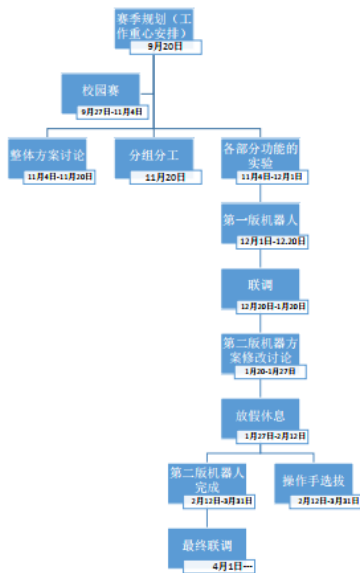 赛季规划（工
作重心安排）
9月20日
校园赛
9月27日-11月4日
整体方案讨论
11月4日-11月20日
分组分工
11月20日
各部分功能的
实验
11月4日-12月1日
第一版机器人
12月1日-12.20日
联调
12月20日-1月20日
第二版机器方
案修改讨论
1月20-1月27日
放假休息
1月27日-2月12日
第二版机器人
完成
2月12日-3月31日
操作手选拔
2月12日-3月31日
最终联调
4月1日---